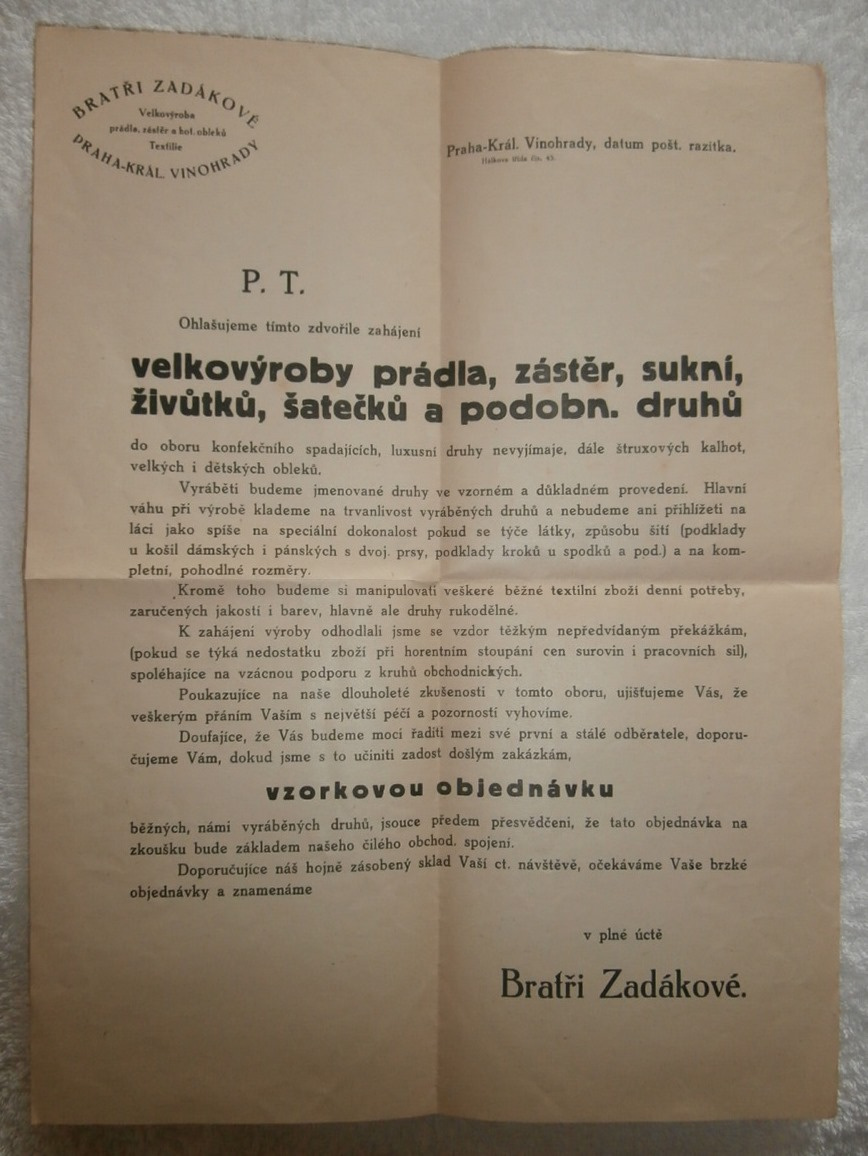 BRATŘI ZADÁKOVÉ
Velkovýroba
prádla, zástěr a hot. obleků
Textilie
PRAHA-KRÁL. VINOHRADY
Praha-Král. Vinohrady, datum pošt. razítka.
Hálkova třída čís. 45.
P. T.
Ohlašujeme tímto zdvořile zahájení
velkovýroby prádla, zástěr, sukní,
živůtků, šatečků a podobn. druhů
do oboru konfekčního spadajících, luxusní druhy nevyjímaje, dále štruxových kalhot,
velkých i dětských obleků.
Vyráběti budeme jmenované druhy ve vzorném a důkladném provedení. Hlavní
váhu při výrobě klademe na trvanlivost vyráběných druhů a nebudeme ani přihlížeti na
láci jako spíše na speciální dokonalost pokud se týče látky, způsobu šití (podklady
u košil dámských i pánských s dvoj. prsy, podklady kroků u spodků a pod.) a na kom-
pletní, pohodlné rozměry.
Kromě toho budeme si manipulovati veškeré běžné textilní zboží denní potřeby,
zaručených jakostí i barev, hlavně ale druhy rukodělné.
K zahájení výroby odhodlali jsme se vzdor těžkým nepředvídaným překážkám,
(pokud se týká nedostatku zboží při horentním stoupání cen surovin i pracovních sil),
spoléhajíce na vzácnou podporu z kruhů obchodnických.
Poukazujíce na naše dlouholeté zkušenosti v tomto oboru, ujišťujeme Vás, že
veškerým přáním Vaším s největší péčí a pozorností vyhovíme.
Doufajíce, že Vás budeme moci řaditi mezi své první a stálé odběratele, doporu-
čujeme Vám, dokud jsme s to učiniti zadost došlým zakázkám,
vzorkovou objednávku
běžných, námi vyráběných druhů, jsouce předem přesvědčeni, že tato objednávka na
zkoušku bude základem našeho čilého obchod. spojení.
Doporučujíce náš hojně zásobený sklad Vaší ct. návštěvě, očekáváme Vaše brzké
objednávky a znamenáme
v plné úctě
Bratři Zadákové.